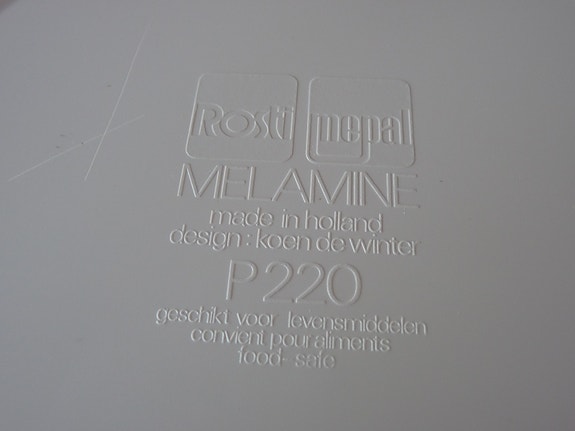 Rosti mepal
MELAMINE
made in holland
design: koen de winter
P220
geschikt voor levensmiddelen
convient pour aliments
food-safe